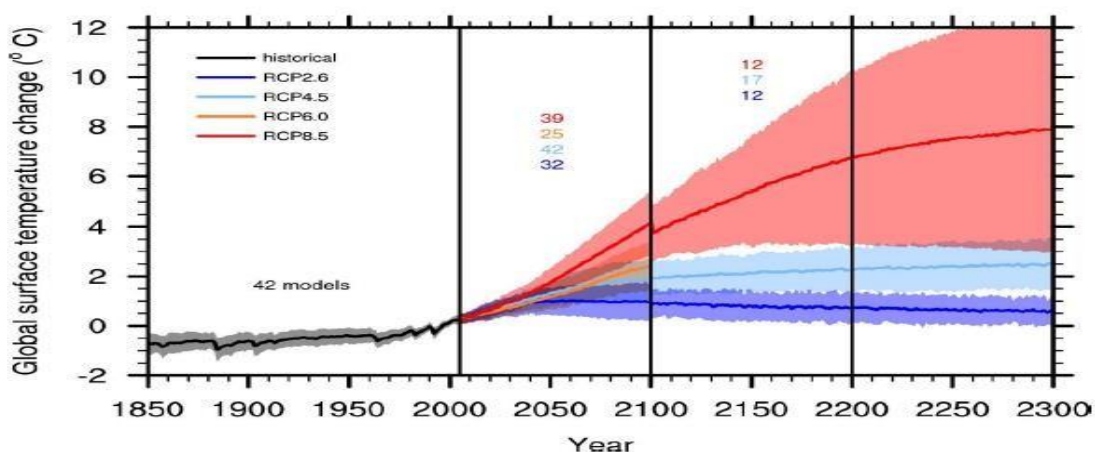 Global surface temperature change (⁰ C)
12
10
8
6
4
2
0
-2
historical
RCP2.6
RCP4.5
RCP6.0
RCP8.5
42 models
39
25
42
32
12
17
12
1850 1900 1950 2000 2050 2100 2150 2200 2250 2300
Year